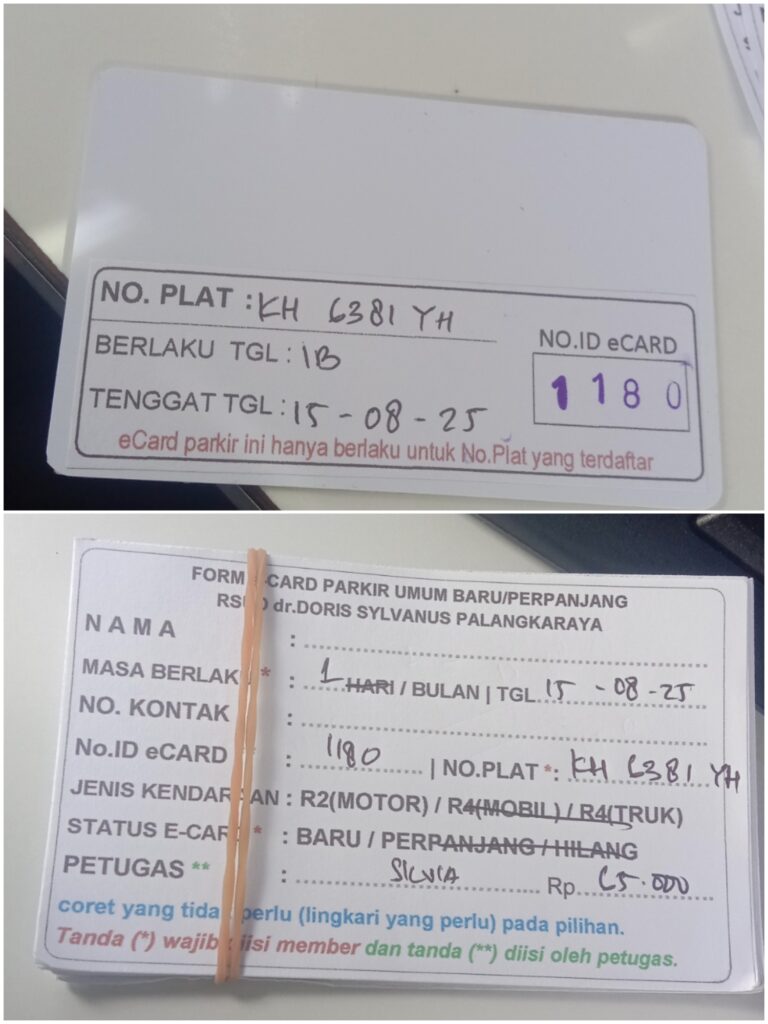 NO. PLAT : KH 6381 YH
BERLAKU TGL : 1B
NO.ID eCARD
1180
TENGGAT TGL : 15 - 08 - 25
eCard parkir ini hanya berlaku untuk No.Plat yang terdaftar
FORM CARD PARKIR UMUM BARU/PERPANJANG
dr.DORIS SYLVANUS PALANGKARAYA
N A M A :
MASA BERLAK * : 1 HARI / BULAN | TGL. 15 - 08 - 25
NO. KONTAK :
No.ID eCARD : 1180 | NO.PLAT *: KH 6381 YH
JENIS KENDARAAN : R2(MOTOR) / R4(MOBIL) / R4(TRUK)
STATUS E-CAR * : BARU / PERPANJANG / HILANG
PETUGAS ** : SILVIA Rp. 65.000
coret yang tidak perlu (lingkari yang perlu) pada pilihan.
Tanda (*) wajib diisi member dan tanda (**) diisi oleh petugas.